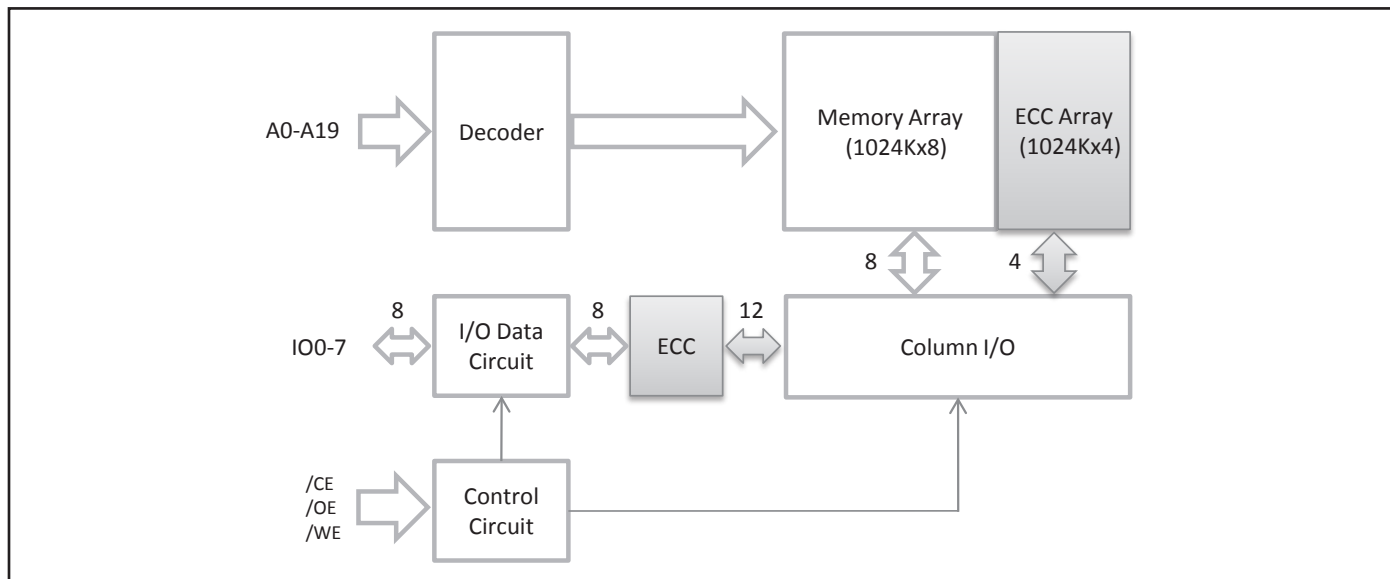 A0-A19
Decoder
Memory Array
(1024Kx8)
ECC Array
(1024Kx4)
8
4
IO0-7
8
I/O Data
Circuit
8
ECC
12
Column I/O
/CE
/OE
/WE
Control
Circuit